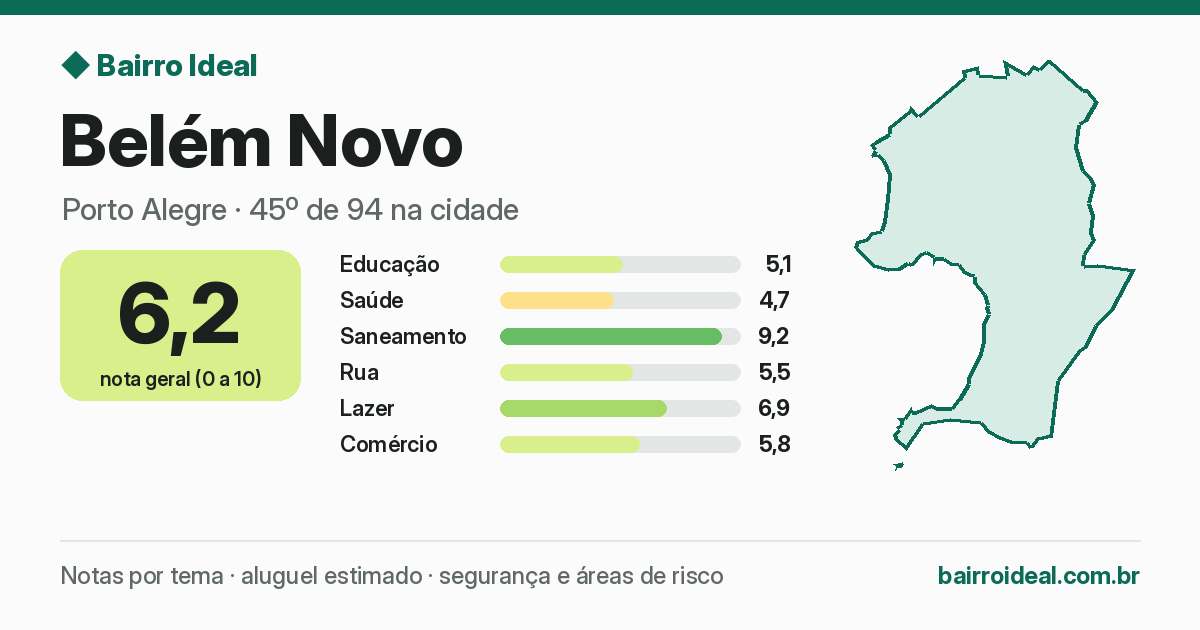 Bairro Ideal
Belém Novo
Porto Alegre · 45º de 94 na cidade
6,2
nota geral (0 a 10)
Educação 5,1
Saúde 4,7
Saneamento 9,2
Rua 5,5
Lazer 6,9
Comércio 5,8
Notas por tema · aluguel estimado · segurança e áreas de risco
bairroideal.com.br